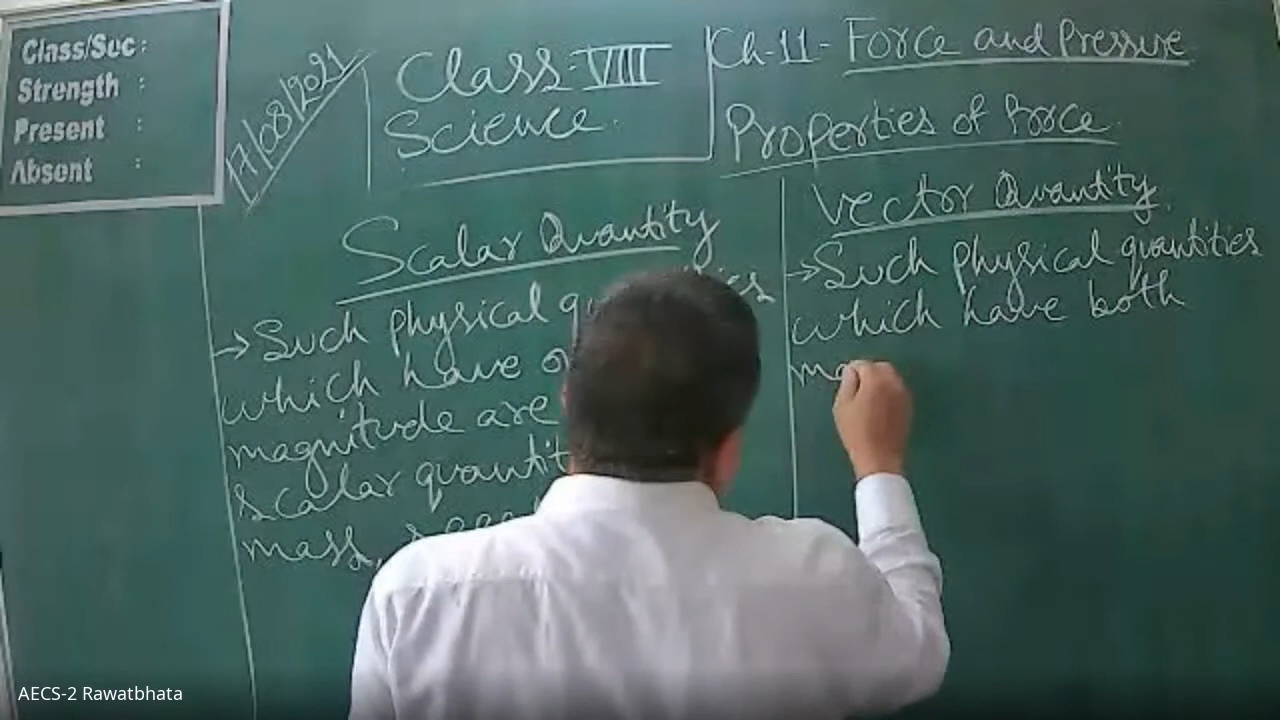 Class/Sec :
Strength :
Present :
Absent :
17/08/2021
Class:-VIII
Science.
Ch-11- Force and Pressure
Properties of Force.
Scalar Quantity
→Such physical
which have
magnitude are
scalar
mass,
Vector Quantity
→Such physical quantities
which have both
AECS-2 Rawatbhata